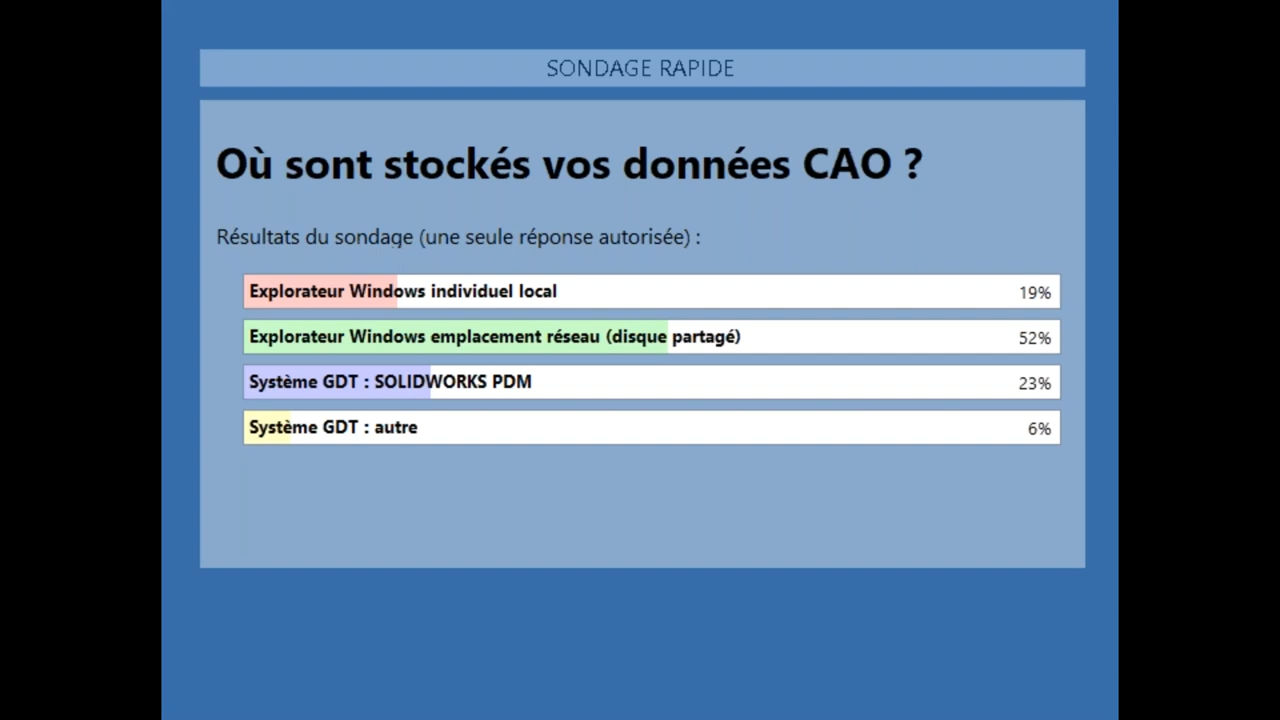 SONDAGE RAPIDE
Où sont stockés vos données CAO ?
Résultats du sondage (une seule réponse autorisée) :
Explorateur Windows individuel local 19%
Explorateur Windows emplacement réseau (disque partagé) 52%
Système GDT : SOLIDWORKS PDM 23%
Système GDT : autre 6%